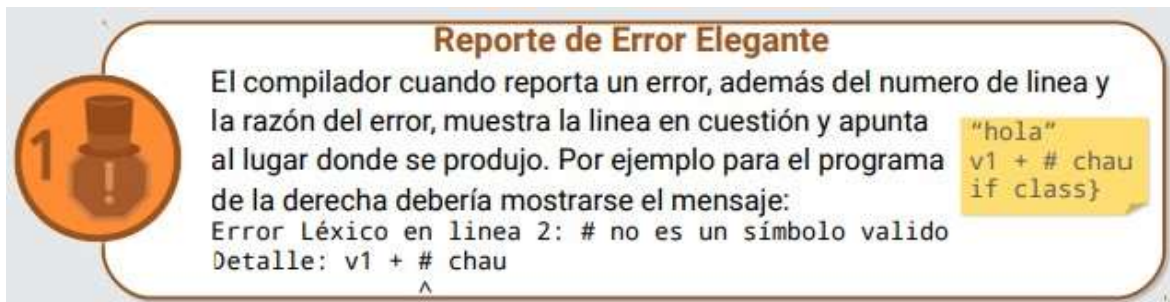 Reporte de Error Elegante
1
El compilador cuando reporta un error, además del numero de linea y
la razón del error, muestra la linea en cuestión y apunta
al lugar donde se produjo. Por ejemplo para el programa
de la derecha debería mostrarse el mensaje:
"hola"
v1 + # chau
if class}
Error Léxico en linea 2: # no es un símbolo valido
Detalle: v1 + # chau
^